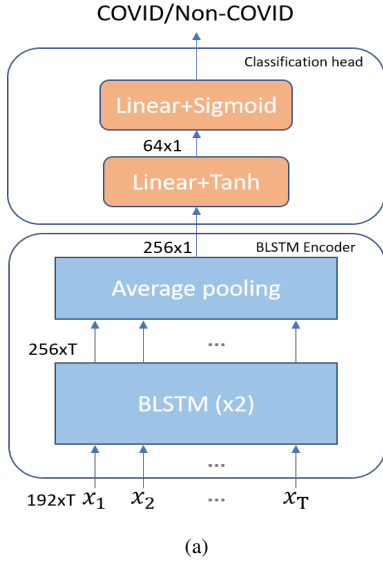 COVID/Non-COVID
Classification head
Linear+Sigmoid
64x1
Linear+Tanh
256x1
BLSTM Encoder
Average pooling
256xT
...
BLSTM (x2)
...
192xT x₁ x₂ ... x_T
(a)